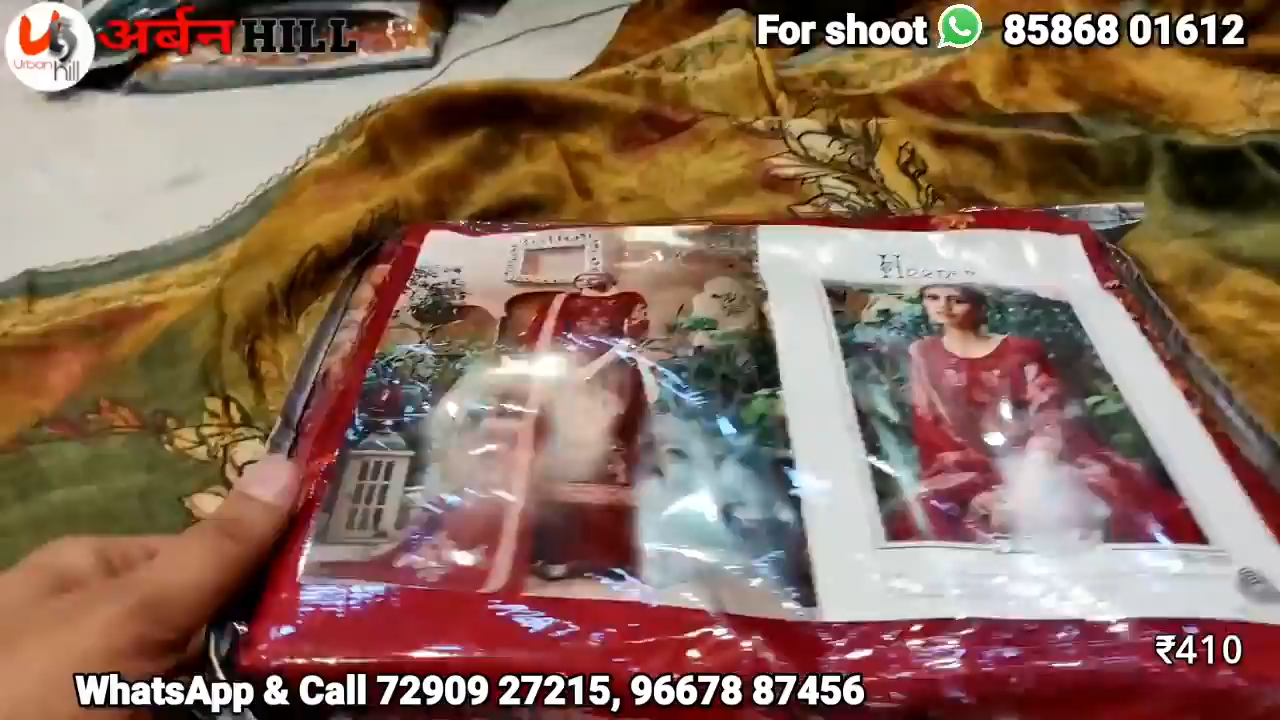 अर्बन HILL
Urban hill
For shoot 85868 01612
₹410
WhatsApp & Call 72909 27215, 96678 87456